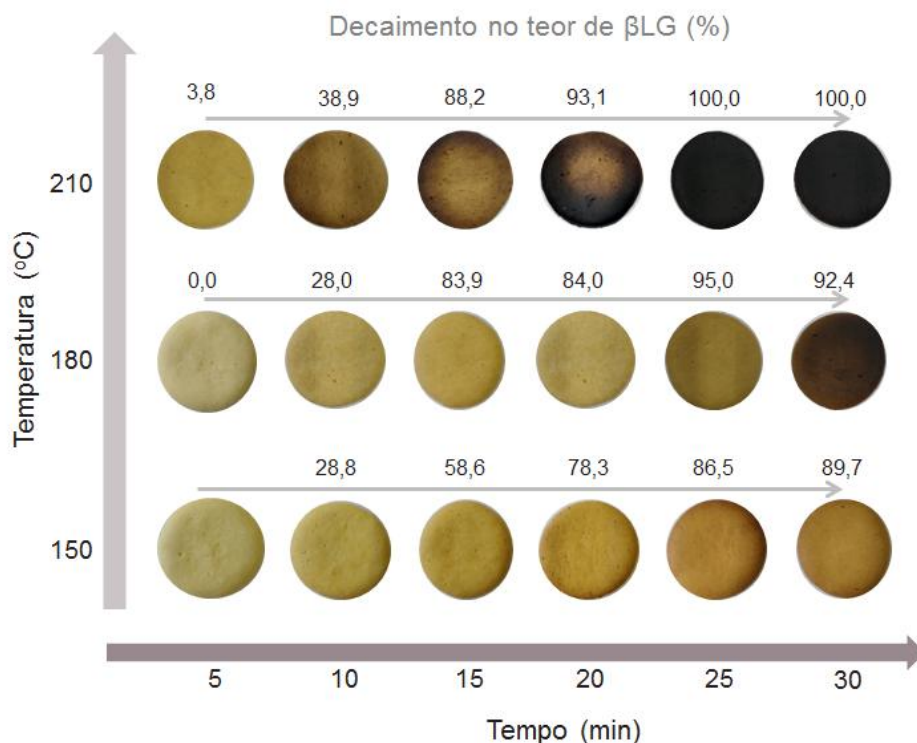 Decaimento no teor de βLG (%)
3,8 38,9 88,2 93,1 100,0 100,0
210
0,0 28,0 83,9 84,0 95,0 92,4
180
28,8 58,6 78,3 86,5 89,7
150
Temperatura (ºC)
5 10 15 20 25 30
Tempo (min)